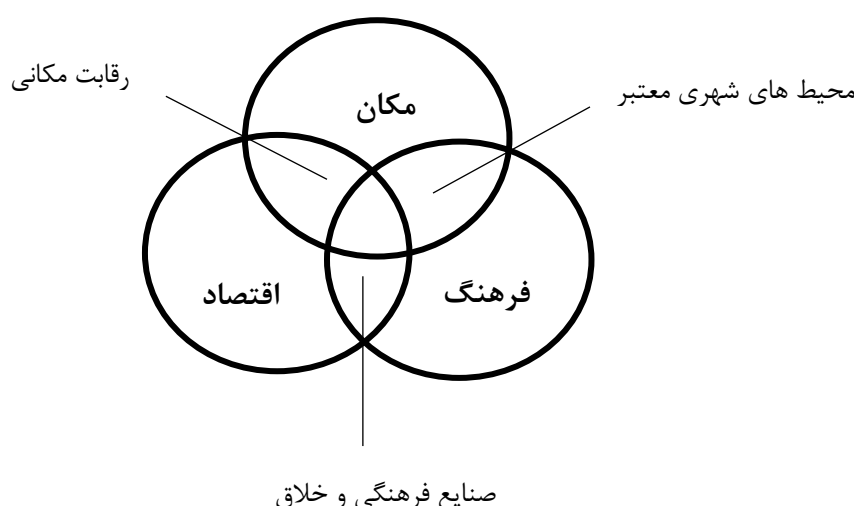 رقابت مکانی
محیط های شهری معتبر
مکان
اقتصاد
فرهنگ
صنایع فرهنگی و خلاق